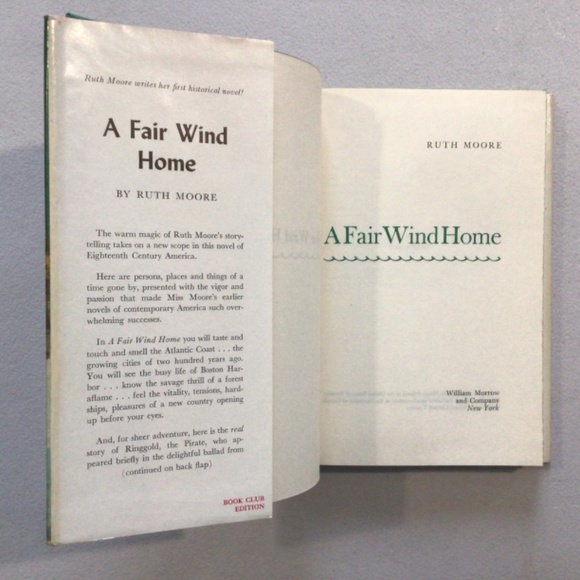 Ruth Moore writes her first historical novel!
A Fair Wind
Home
BY RUTH MOORE
The warm magic of Ruth Moore's story-
telling takes on a new scope in this novel of
Eighteenth Century America.
Here are persons, places and things of a
time gone by, presented with the vigor and
passion that made Miss Moore's earlier
novels of contemporary America such over-
whelming successes.
In A Fair Wind Home you will taste and
touch and smell the Atlantic Coast . . . the
growing cities of two hundred years ago.
You will see the busy life of Boston Har-
bor . . . know the savage thrill of a forest
aflame . . . feel the vitality, tensions, hard-
ships, pleasures of a new country opening
up before your eyes.
And, for sheer adventure, here is the real
story of Ringgold, the Pirate, who ap-
peared briefly in the delightful ballad from
(continued on back flap)
BOOK CLUB
EDITION
RUTH MOORE
A Fair Wind Home
William Morrow
and Company
New York